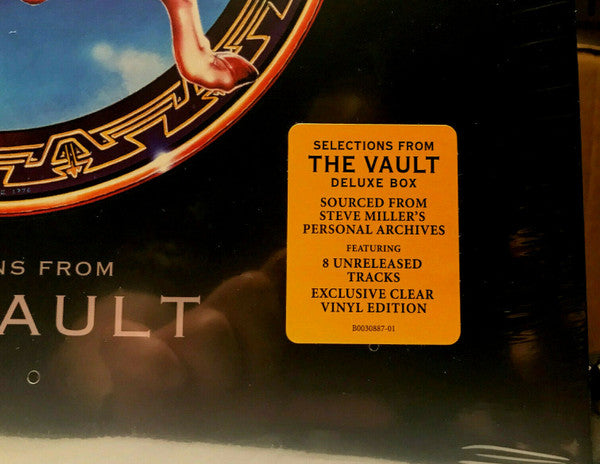 SELECTIONS FROM
THE VAULT
DELUXE BOX
SOURCED FROM
STEVE MILLER'S
PERSONAL ARCHIVES
FEATURING
8 UNRELEASED
TRACKS
EXCLUSIVE CLEAR
VINYL EDITION
B0030887-01
NS FROM
AULT
1976